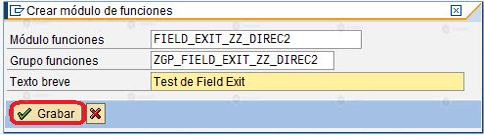 Crear módulo de funciones
Módulo funciones FIELD_EXIT_ZZ_DIREC2
Grupo funciones ZGP_FIELD_EXIT_ZZ_DIREC2
Texto breve Test de Field Exit
Grabar